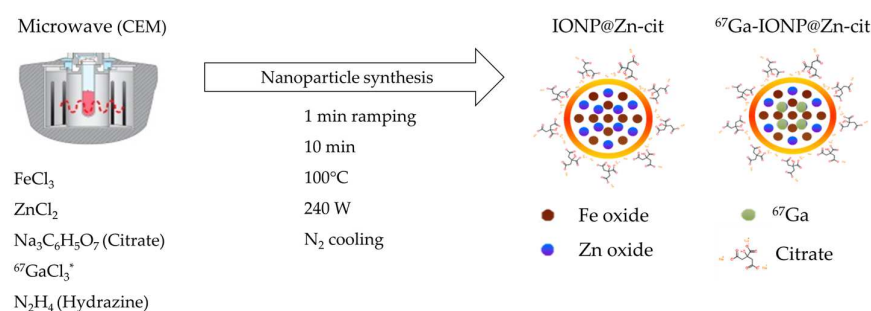 Microwave (CEM)
FeCl₃
ZnCl₂
Na₃C₆H₅O₇ (Citrate)
⁶⁷GaCl₃*
N₂H₄ (Hydrazine)
Nanoparticle synthesis
1 min ramping
10 min
100°C
240 W
N₂ cooling
IONP@Zn-cit
⁶⁷Ga-IONP@Zn-cit
Fe oxide
Zn oxide
⁶⁷Ga
Citrate